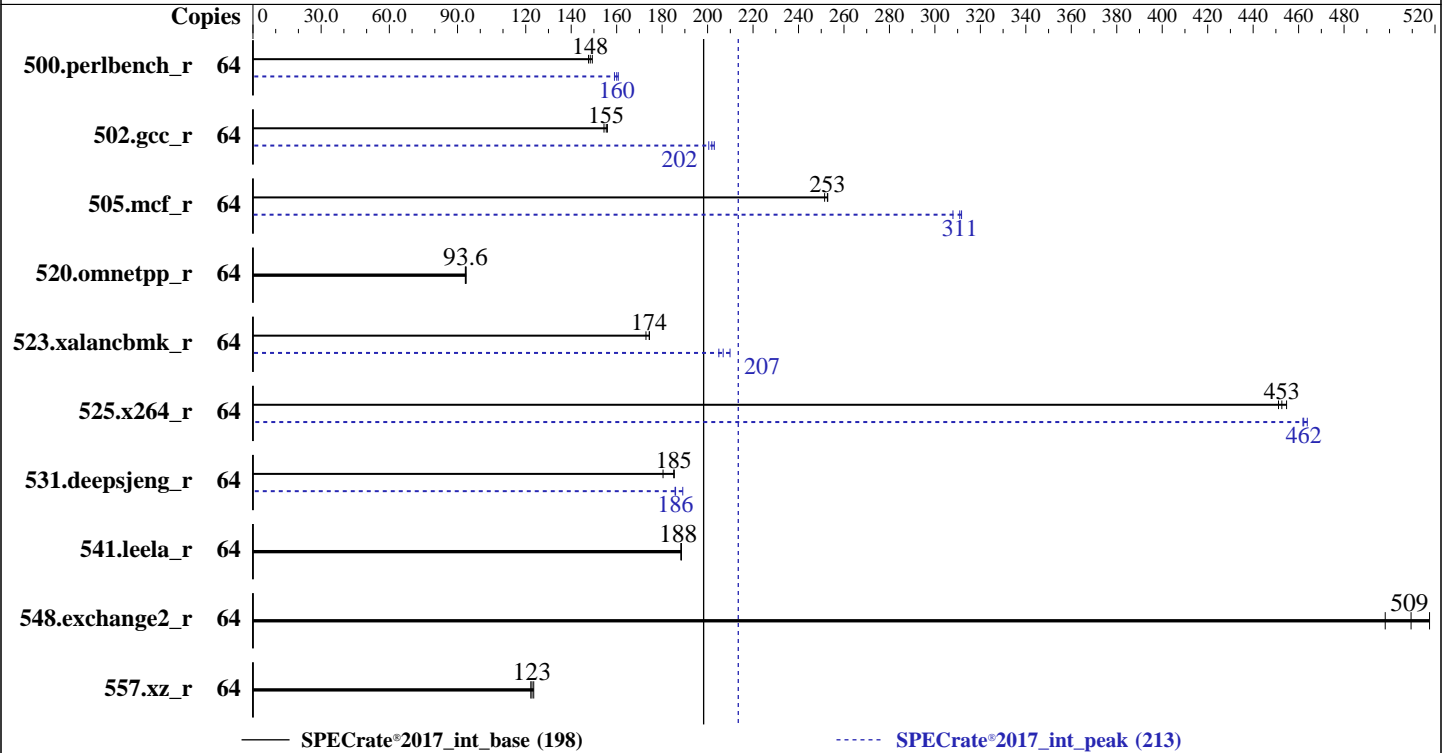 Copies 0 30.0 60.0 90.0 120 140 160 180 200 220 240 260 280 300 320 340 360 380 400 420 440 460 480 520
148
500.perlbench_r 64
160
155
502.gcc_r 64
202
253
505.mcf_r 64
311
93.6
520.omnetpp_r 64
174
523.xalancbmk_r 64
207
453
525.x264_r 64
462
185
531.deepsjeng_r 64
186
188
541.leela_r 64
509
548.exchange2_r 64
123
557.xz_r 64
SPECrate®2017_int_base (198) SPECrate®2017_int_peak (213)